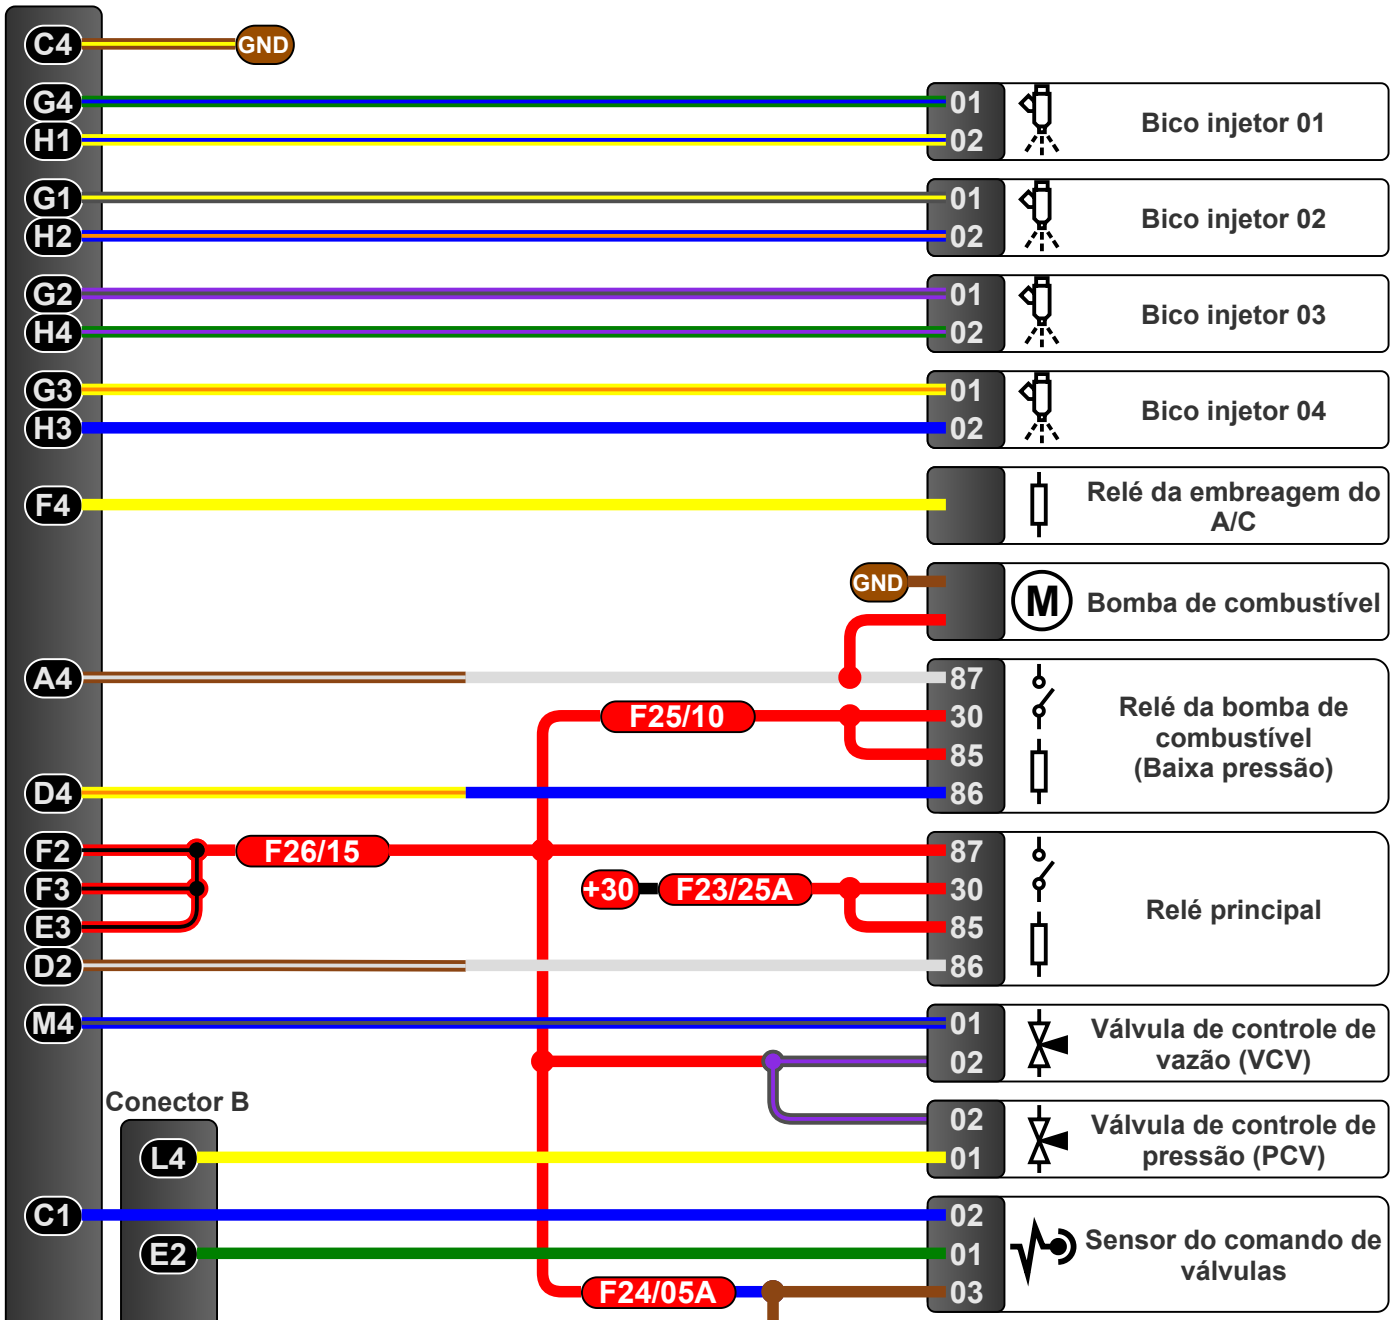 C4 GND
G4 01
H1 02
Bico injetor 01
G1 01
H2 02
Bico injetor 02
G2 01
H4 02
Bico injetor 03
G3 01
H3 02
Bico injetor 04
F4
Relé da embreagem do
A/C
GND
M
Bomba de combustível
A4 87
F25/10 30
85
D4 86
Relé da bomba de
combustível
(Baixa pressão)
F2 F26/15 87
F3 +30 F23/25A 30
E3 85
D2 86
Relé principal
M4 01
02
Válvula de controle de
vazão (VCV)
Conector B
02
L4 01
Válvula de controle de
pressão (PCV)
C1 02
E2 01
F24/05A 03
Sensor do comando de
válvulas